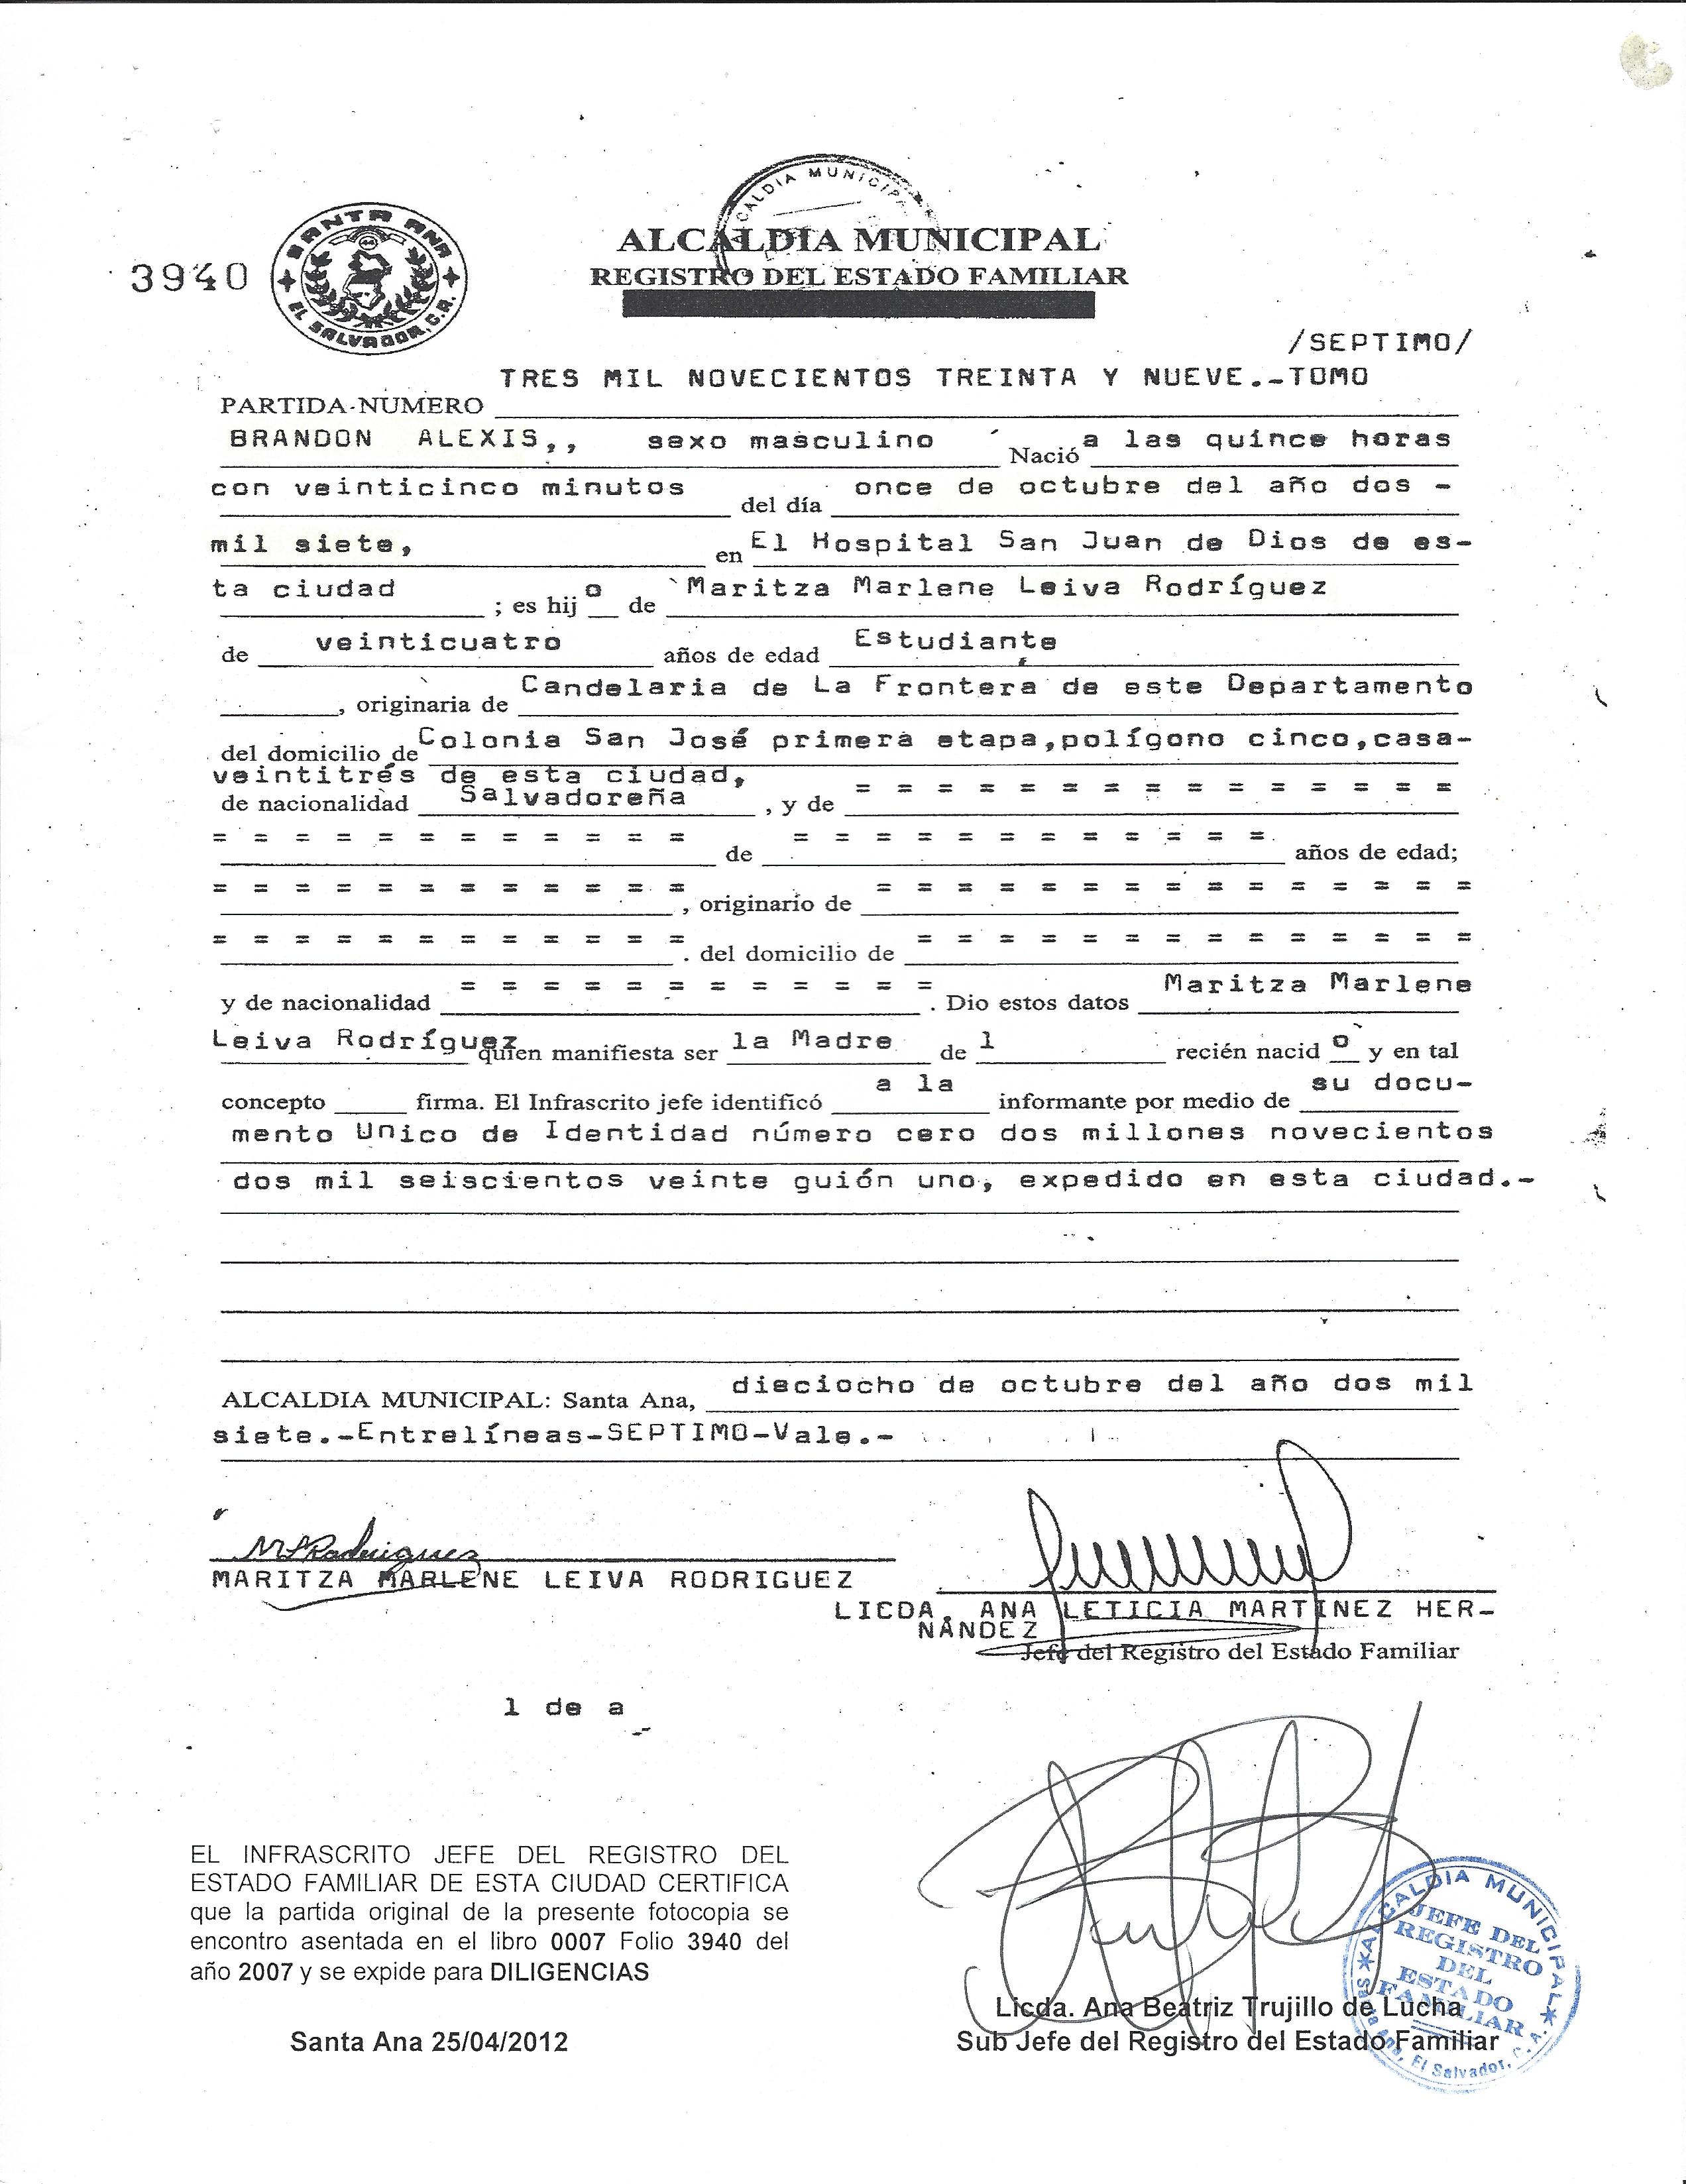 ALCALDIA MUNICIPAL
SANTA ANA
EL SALVADOR, C.A.
3940
ALCALDÍA MUNICIPAL
REGISTRO DEL ESTADO FAMILIAR
/SEPTIMO/
TRES MIL NOVECIENTOS TREINTA Y NUEVE.-TOMO
PARTIDA NUMERO
BRANDON ALEXIS,, sexo masculino Nació a las quince horas
con veinticinco minutos del día once de octubre del año dos -
mil siete, en El Hospital San Juan de Dios de es-
ta ciudad ; es hij o de Maritza Marlene Leiva Rodríguez
de veinticuatro años de edad Estudiante
, originaria de Candelaria de La Frontera de este Departamento
del domicilio de Colonia San José primera etapa,polígono cinco,casa-
veintitrés de esta ciudad,
de nacionalidad Salvadoreña , y de = = = = = = = = = = = = = = =
= = = = = = = = = = = = de = = = = = = = = = = = = años de edad;
= = = = = = = = = = = = , originario de = = = = = = = = = = = = = = =
= = = = = = = = = = = = . del domicilio de = = = = = = = = = = = = = =
y de nacionalidad = = = = = = = = = = = = . Dio estos datos Maritza Marlene
Leiva Rodríguez quien manifiesta ser la Madre de l recién nacid o y en tal
concepto firma. El Infrascrito jefe identificó a la informante por medio de su docu-
mento Unico de Identidad número cero dos millones novecientos
dos mil seiscientos veinte guión uno, expedido en esta ciudad.-
ALCALDIA MUNICIPAL: Santa Ana, dieciocho de octubre del año dos mil
siete.-Entrelíneas-SEPTIMO-Vale.-
MLRodriguez
MARITZA MARLENE LEIVA RODRIGUEZ
LICDA. ANA LETICIA MARTINEZ HER-
NANDEZ
Jefe del Registro del Estado Familiar
l de a
EL INFRASCRITO JEFE DEL REGISTRO DEL
ESTADO FAMILIAR DE ESTA CIUDAD CERTIFICA
que la partida original de la presente fotocopia se
encontro asentada en el libro 0007 Folio 3940 del
año 2007 y se expide para DILIGENCIAS
Santa Ana 25/04/2012
Licda. Ana Beatriz Trujillo de Lucha
Sub Jefe del Registro del Estado Familiar
ALCALDIA MUNICIPAL
JEFE DEL
REGISTRO
DEL
ESTADO
FAMILIAR
Santa Ana, El Salvador, C. A.